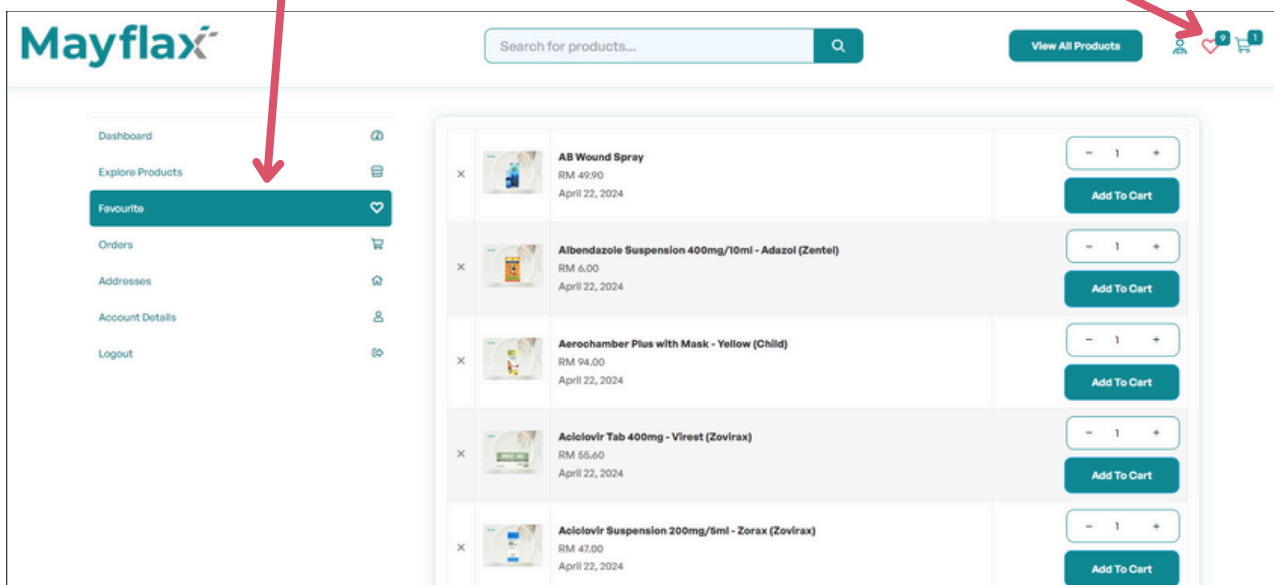 Mayflax
Search for products...
View All Products
9
1
Dashboard
Explore Products
Favourite
Orders
Addresses
Account Details
Logout
×
AB Wound Spray
RM 49.90
April 22, 2024
- 1 +
Add To Cart
×
Albendazole Suspension 400mg/10ml - Adazol (Zentel)
RM 6.00
April 22, 2024
- 1 +
Add To Cart
×
Aerochamber Plus with Mask - Yellow (Child)
RM 94.00
April 22, 2024
- 1 +
Add To Cart
×
Aciclovir Tab 400mg - Virest (Zovirax)
RM 55.60
April 22, 2024
- 1 +
Add To Cart
×
Aciclovir Suspension 200mg/5ml - Zorax (Zovirax)
RM 47.00
April 22, 2024
- 1 +
Add To Cart